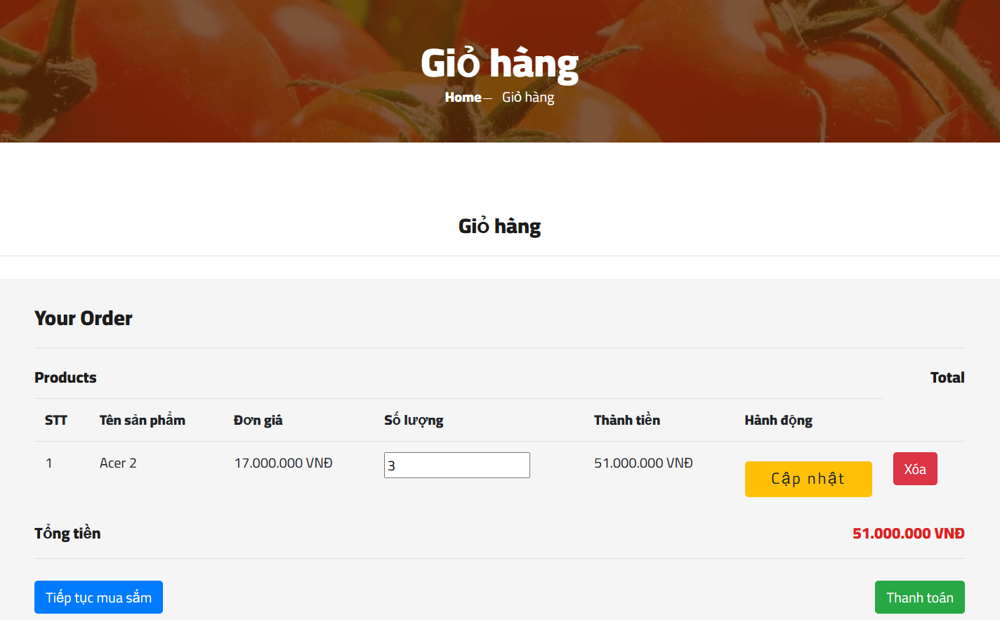 Giỏ hàng
Home — Giỏ hàng
Giỏ hàng
Your Order
Products Total
STT Tên sản phẩm Đơn giá Số lượng Thành tiền Hành động
1 Acer 2 17.000.000 VNĐ 3 51.000.000 VNĐ Cập nhật Xóa
Tổng tiền 51.000.000 VNĐ
Tiếp tục mua sắm Thanh toán